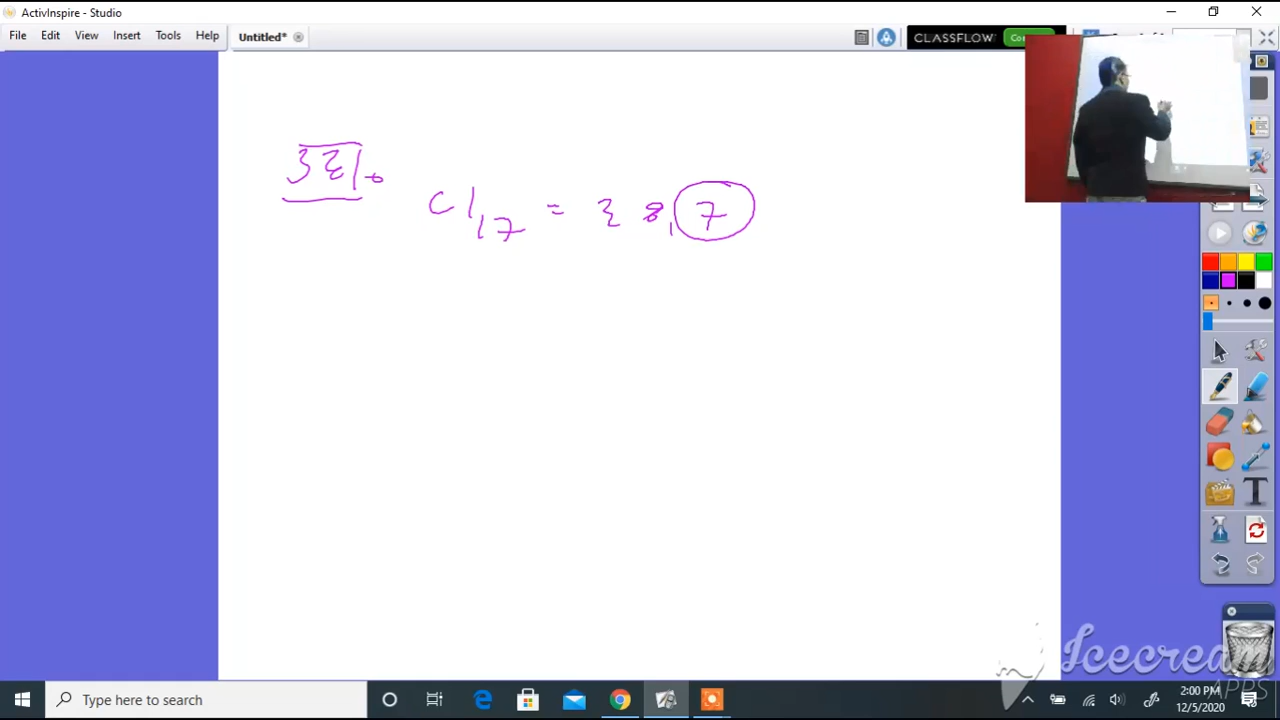 ActivInspire - Studio
File Edit View Insert Tools Help
Untitled*
CLASSFLOW
Cl17 = 2 8, 7
Type here to search
2:00 PM
12/5/2020
Icecream
APPS